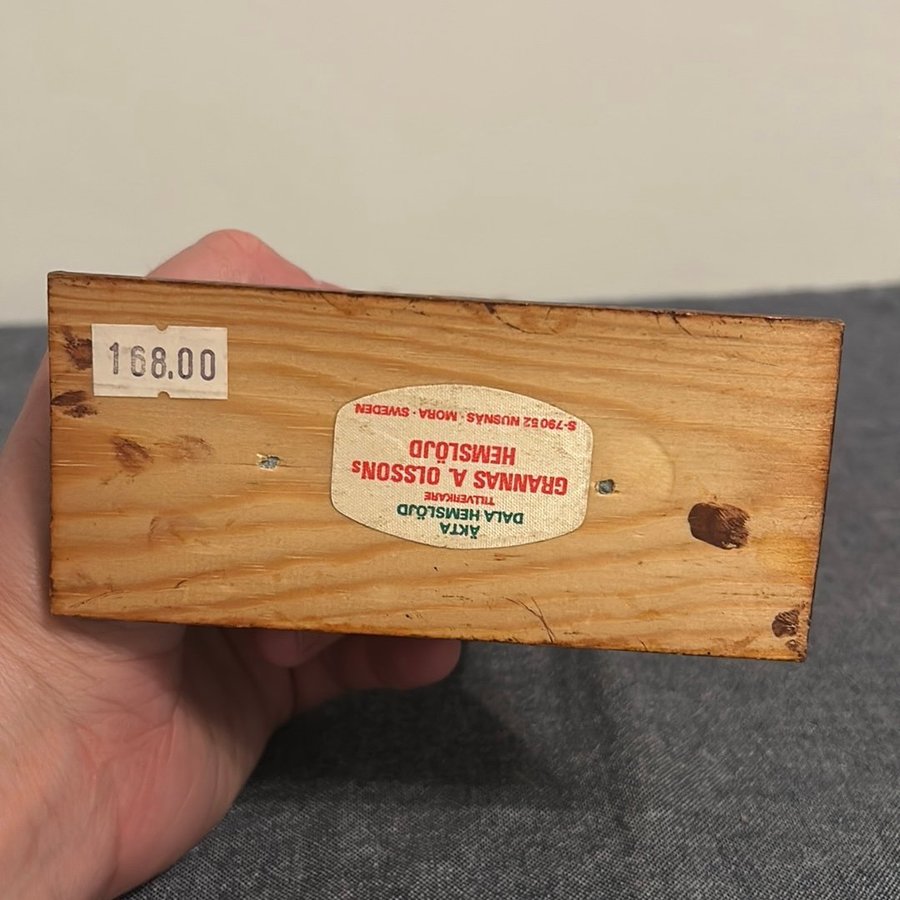 168.00
ÄKTA
DALA HEMSLÖJD
TILLVERKARE
GRANNAS A. OLSSONs
HEMSLÖJD
S-790 52 NUSNÄS · MORA · SWEDEN